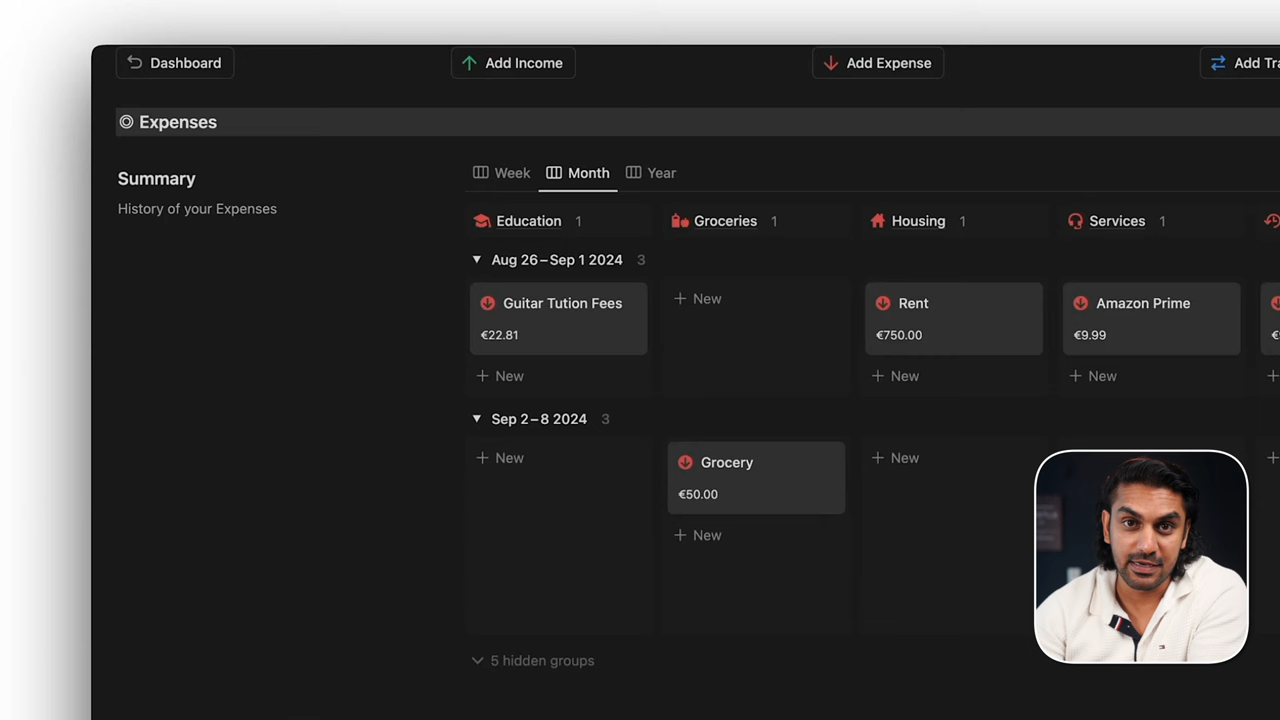 Dashboard
Add Income
Add Expense
Add Tra
Expenses
Summary
History of your Expenses
Week
Month
Year
Education 1
Groceries 1
Housing 1
Services 1
Aug 26 – Sep 1 2024 3
Guitar Tution Fees
€22.81
+ New
+ New
Rent
€750.00
+ New
Amazon Prime
€9.99
+ New
Sep 2 – 8 2024 3
+ New
Grocery
€50.00
+ New
+ New
5 hidden groups